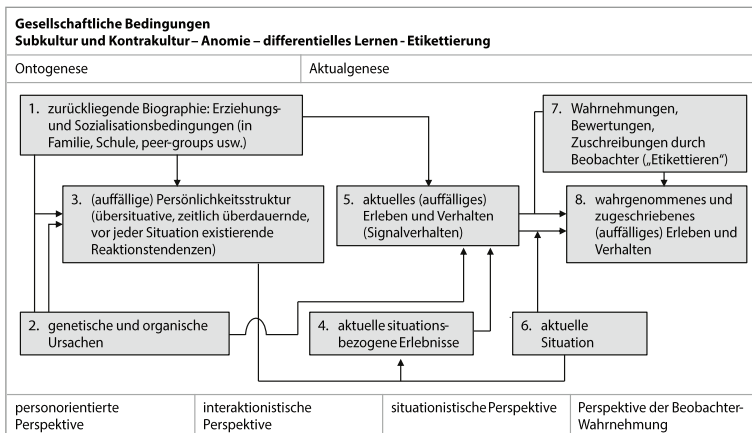 Gesellschaftliche Bedingungen
Subkultur und Kontrakultur – Anomie – differentielles Lernen - Etikettierung
Ontogenese
Aktualgenese
1. zurückliegende Biographie: Erziehungs-
und Sozialisationsbedingungen (in
Familie, Schule, peer-groups usw.)
7. Wahrnehmungen,
Bewertungen,
Zuschreibungen durch
Beobachter („Etikettieren“)
3. (auffällige) Persönlichkeitsstruktur
(übersituative, zeitlich überdauernde,
vor jeder Situation existierende
Reaktionstendenzen)
5. aktuelles (auffälliges)
Erleben und Verhalten
(Signalverhalten)
8. wahrgenommenes und
zugeschriebenes
(auffälliges) Erleben und
Verhalten
2. genetische und organische
Ursachen
4. aktuelle situations-
bezogene Erlebnisse
6. aktuelle
Situation
personorientierte
Perspektive
interaktionistische
Perspektive
situationistische Perspektive
Perspektive der Beobachter-
Wahrnehmung